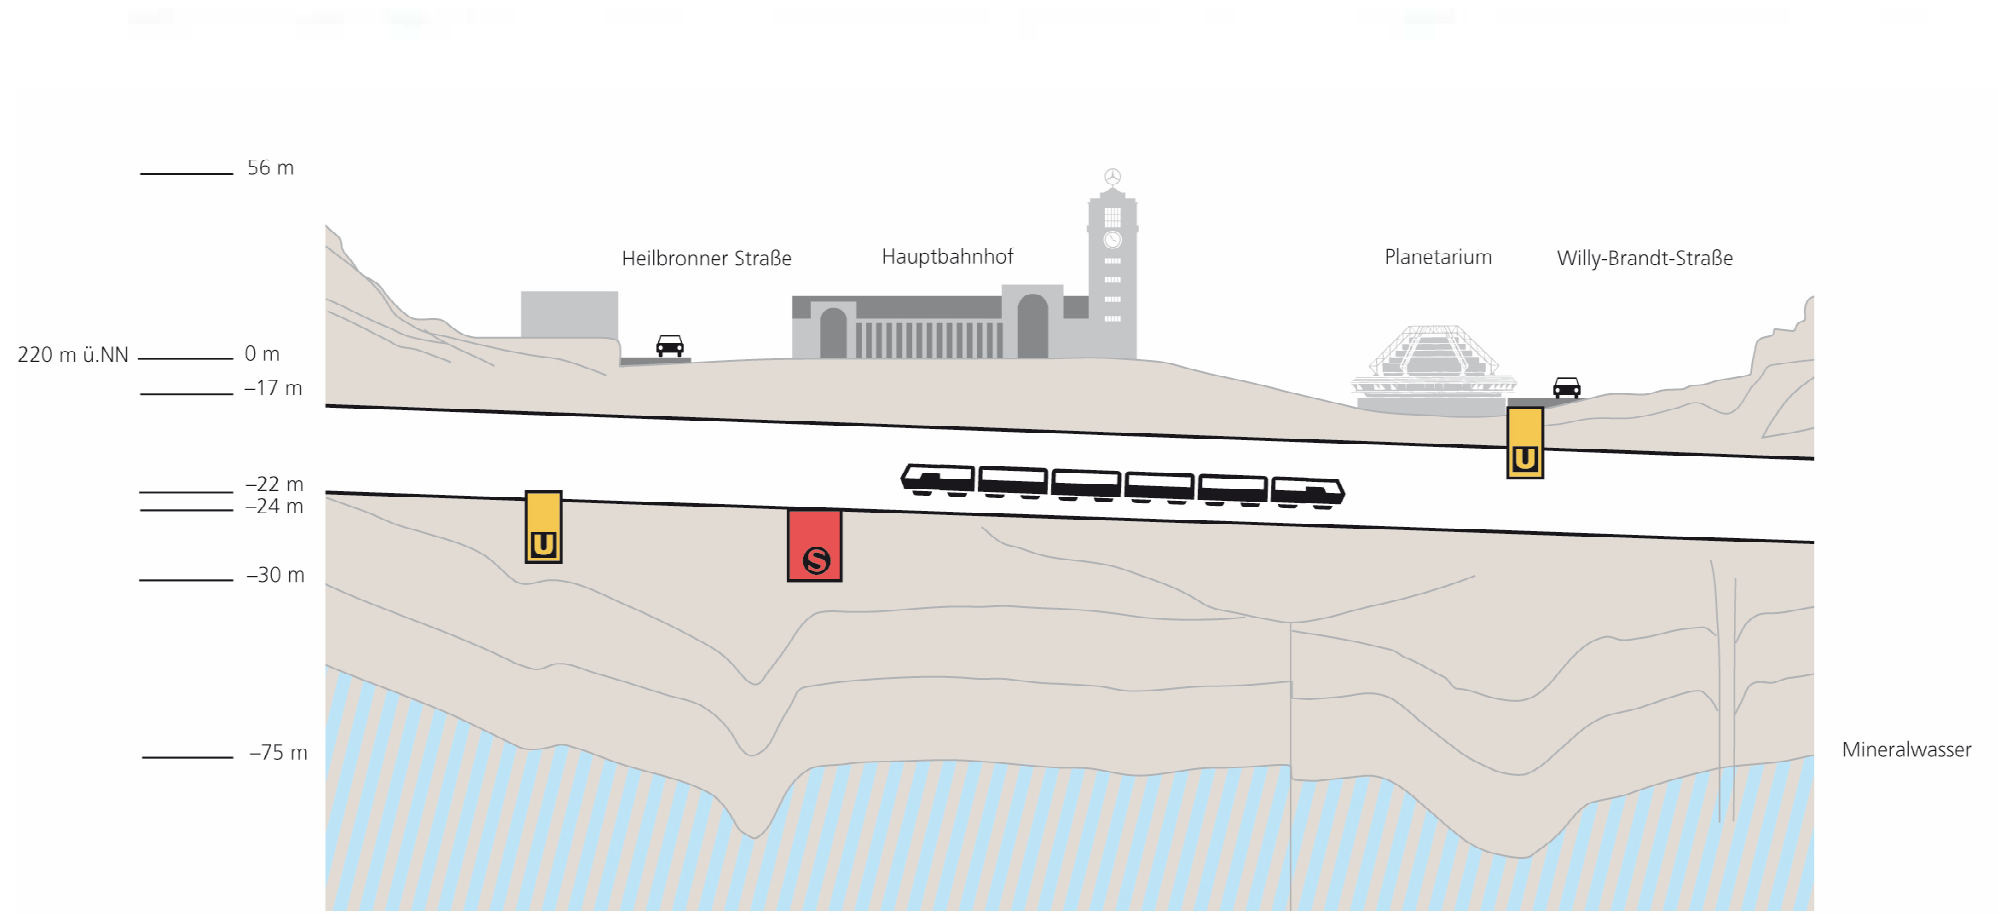 56 m
Heilbronner Straße
Hauptbahnhof
Planetarium
Willy-Brandt-Straße
220 m ü.NN
0 m
–17 m
–22 m
–24 m
–30 m
–75 m
U
U
S
Mineralwasser